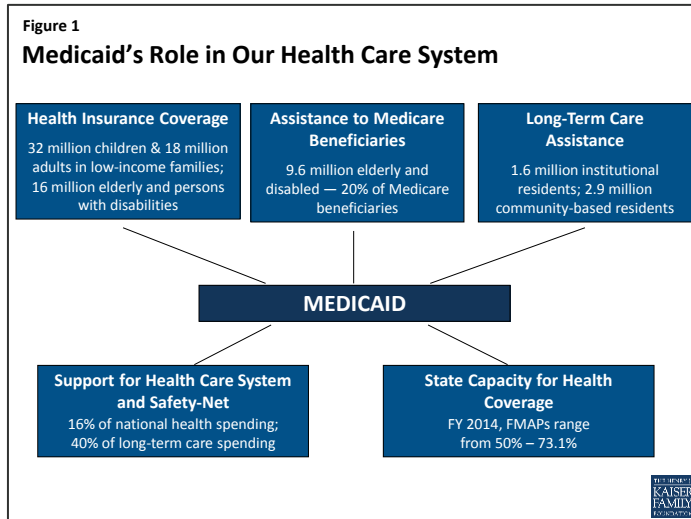 Figure 1
Medicaid's Role in Our Health Care System
Health Insurance Coverage
32 million children & 18 million
adults in low-income families;
16 million elderly and persons
with disabilities
Assistance to Medicare
Beneficiaries
9.6 million elderly and
disabled — 20% of Medicare
beneficiaries
Long-Term Care
Assistance
1.6 million institutional
residents; 2.9 million
community-based residents
MEDICAID
Support for Health Care System
and Safety-Net
16% of national health spending;
40% of long-term care spending
State Capacity for Health
Coverage
FY 2014, FMAPs range
from 50% – 73.1%
THE HENRY J.
KAISER
FAMILY
FOUNDATION